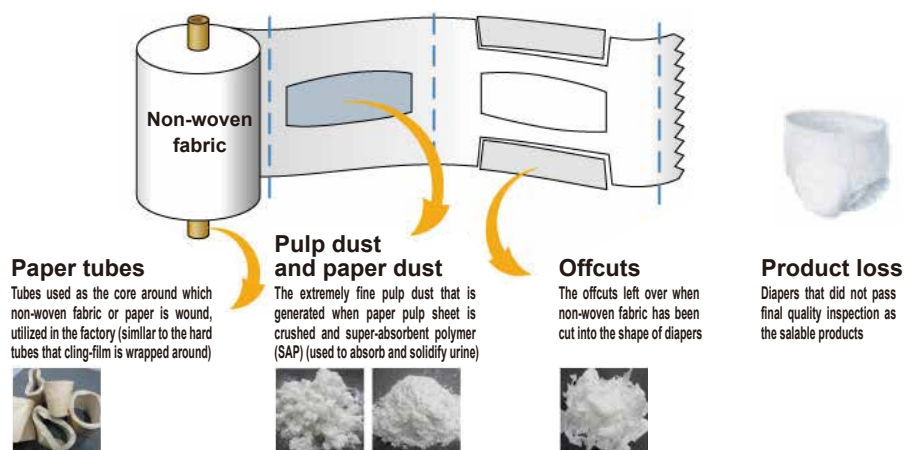 Non-woven
fabric
Paper tubes
Tubes used as the core around which
non-woven fabric or paper is wound,
utilized in the factory (simillar to the hard
tubes that cling-film is wrapped around)
Pulp dust
and paper dust
The extremely fine pulp dust that is
generated when paper pulp sheet is
crushed and super-absorbent polymer
(SAP) (used to absorb and solidify urine)
Offcuts
The offcuts left over when
non-woven fabric has been
cut into the shape of diapers
Product loss
Diapers that did not pass
final quality inspection as
the salable products